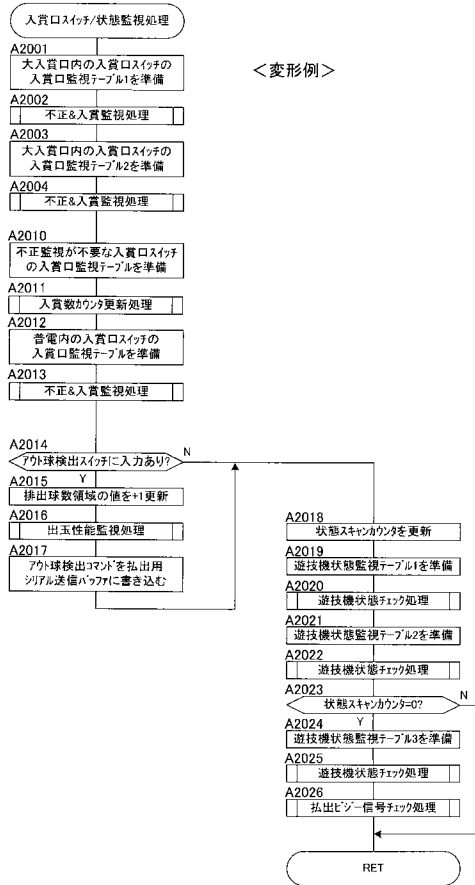 入賞口スイッチ/状態監視処理
＜変形例＞
A2001
大入賞口内の入賞口スイッチの
入賞口監視テーブル1を準備
A2002
不正&入賞監視処理
A2003
大入賞口内の入賞口スイッチの
入賞口監視テーブル2を準備
A2004
不正&入賞監視処理
A2010
不正監視が不要な入賞口スイッチ
の入賞口監視テーブルを準備
A2011
入賞数カウンタ更新処理
A2012
普電内の入賞口スイッチの
入賞口監視テーブルを準備
A2013
不正&入賞監視処理
A2014
アウト球検出スイッチに入力あり?
N
Y
A2015
排出球数領域の値を+1更新
A2016
出玉性能監視処理
A2017
アウト球検出コマンドを払出用
シリアル送信バッファに書き込む
A2018
状態スキャンカウンタを更新
A2019
遊技機状態監視テーブル1を準備
A2020
遊技機状態チェック処理
A2021
遊技機状態監視テーブル2を準備
A2022
遊技機状態チェック処理
A2023
状態スキャンカウンタ=0?
N
Y
A2024
遊技機状態監視テーブル3を準備
A2025
遊技機状態チェック処理
A2026
払出ビジー信号チェック処理
RET